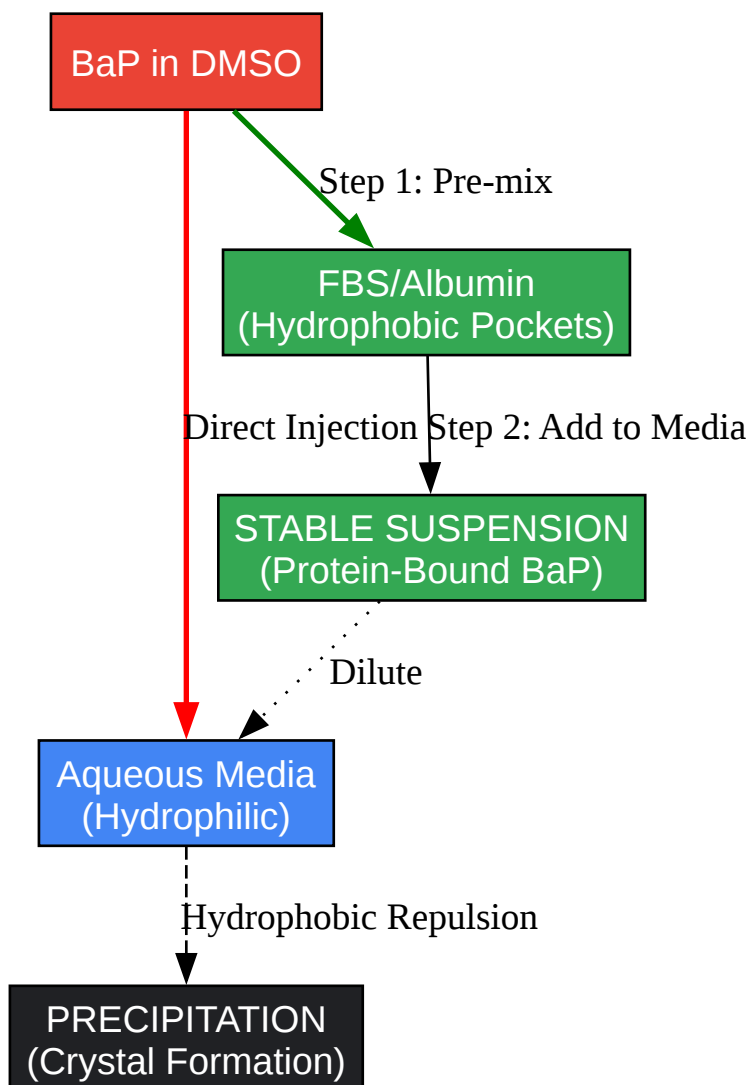 BaP in DMSO
Step 1: Pre-mix
FBS/Albumin
(Hydrophobic Pockets)
Direct Injection
Step 2: Add to Media
STABLE SUSPENSION
(Protein-Bound BaP)
Dilute
Aqueous Media
(Hydrophilic)
Hydrophobic Repulsion
PRECIPITATION
(Crystal Formation)